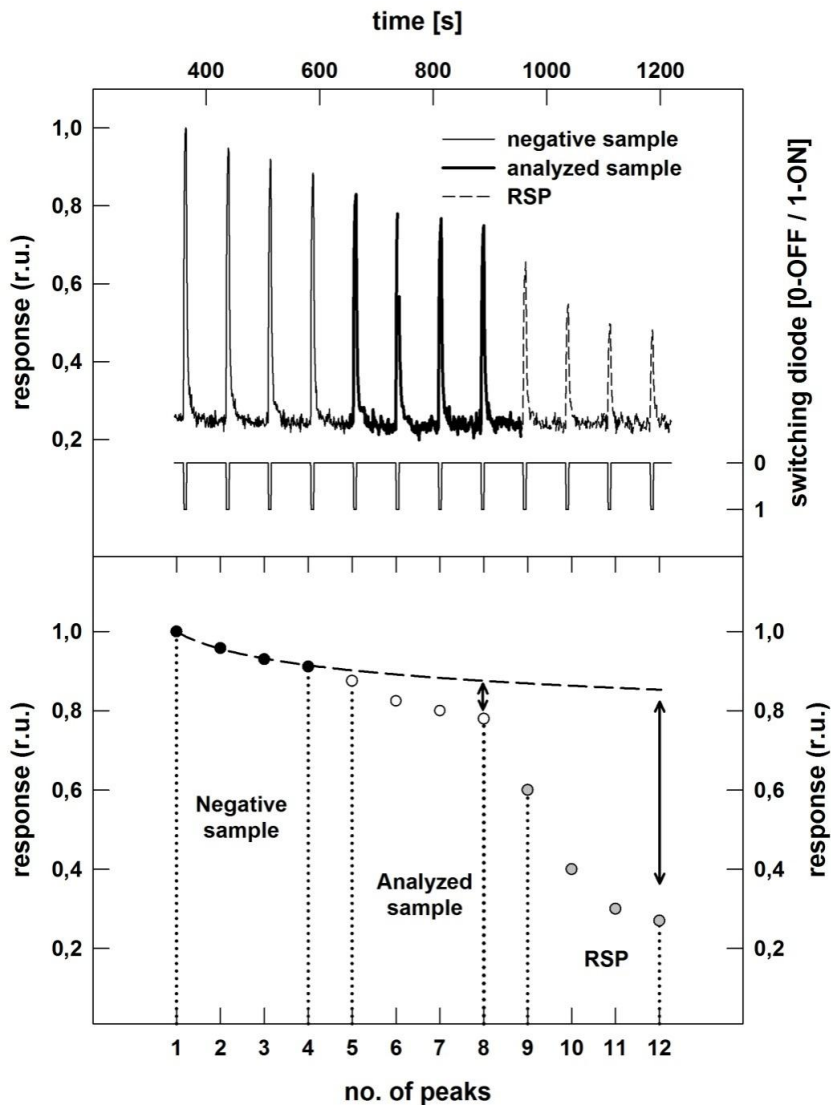 time [s]
400 600 800 1000 1200
1,0
0,8
0,6
0,4
0,2
response (r.u.)
negative sample
analyzed sample
RSP
switching diode [0-OFF / 1-ON]
0
1
1,0
0,8
0,6
0,4
0,2
response (r.u.)
Negative
sample
Analyzed
sample
RSP
1,0
0,8
0,6
0,4
0,2
response (r.u.)
1 2 3 4 5 6 7 8 9 10 11 12
no. of peaks